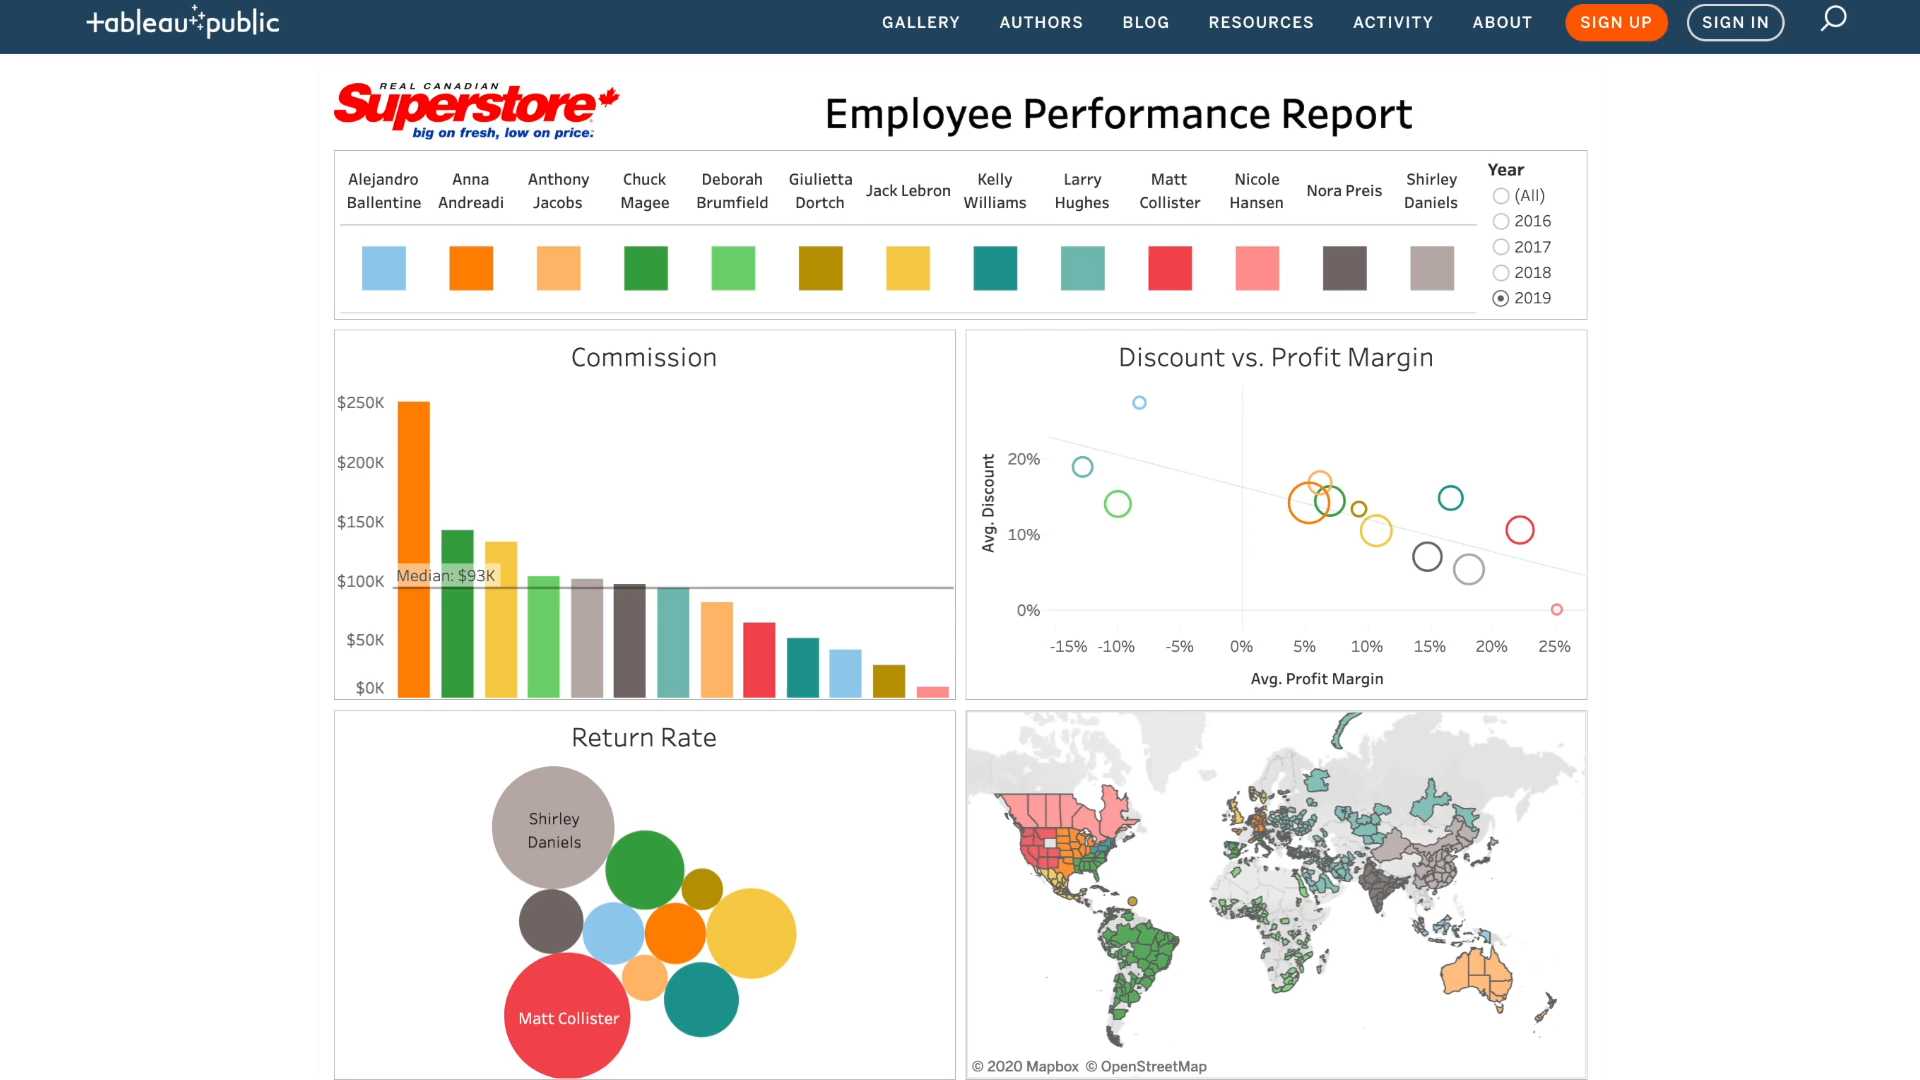 tableau public
GALLERY AUTHORS BLOG RESOURCES ACTIVITY ABOUT SIGN UP SIGN IN
REAL CANADIAN
Superstore
big on fresh, low on price.
Employee Performance Report
Alejandro Ballentine
Anna Andreadi
Anthony Jacobs
Chuck Magee
Deborah Brumfield
Giulietta Dortch
Jack Lebron
Kelly Williams
Larry Hughes
Matt Collister
Nicole Hansen
Nora Preis
Shirley Daniels
Year
(All)
2016
2017
2018
2019
Commission
$250K
$200K
$150K
$100K
$50K
$0K
Median: $93K
Discount vs. Profit Margin
Avg. Discount
20%
10%
0%
-15% -10% -5% 0% 5% 10% 15% 20% 25%
Avg. Profit Margin
Return Rate
Shirley
Daniels
Matt Collister
© 2020 Mapbox © OpenStreetMap